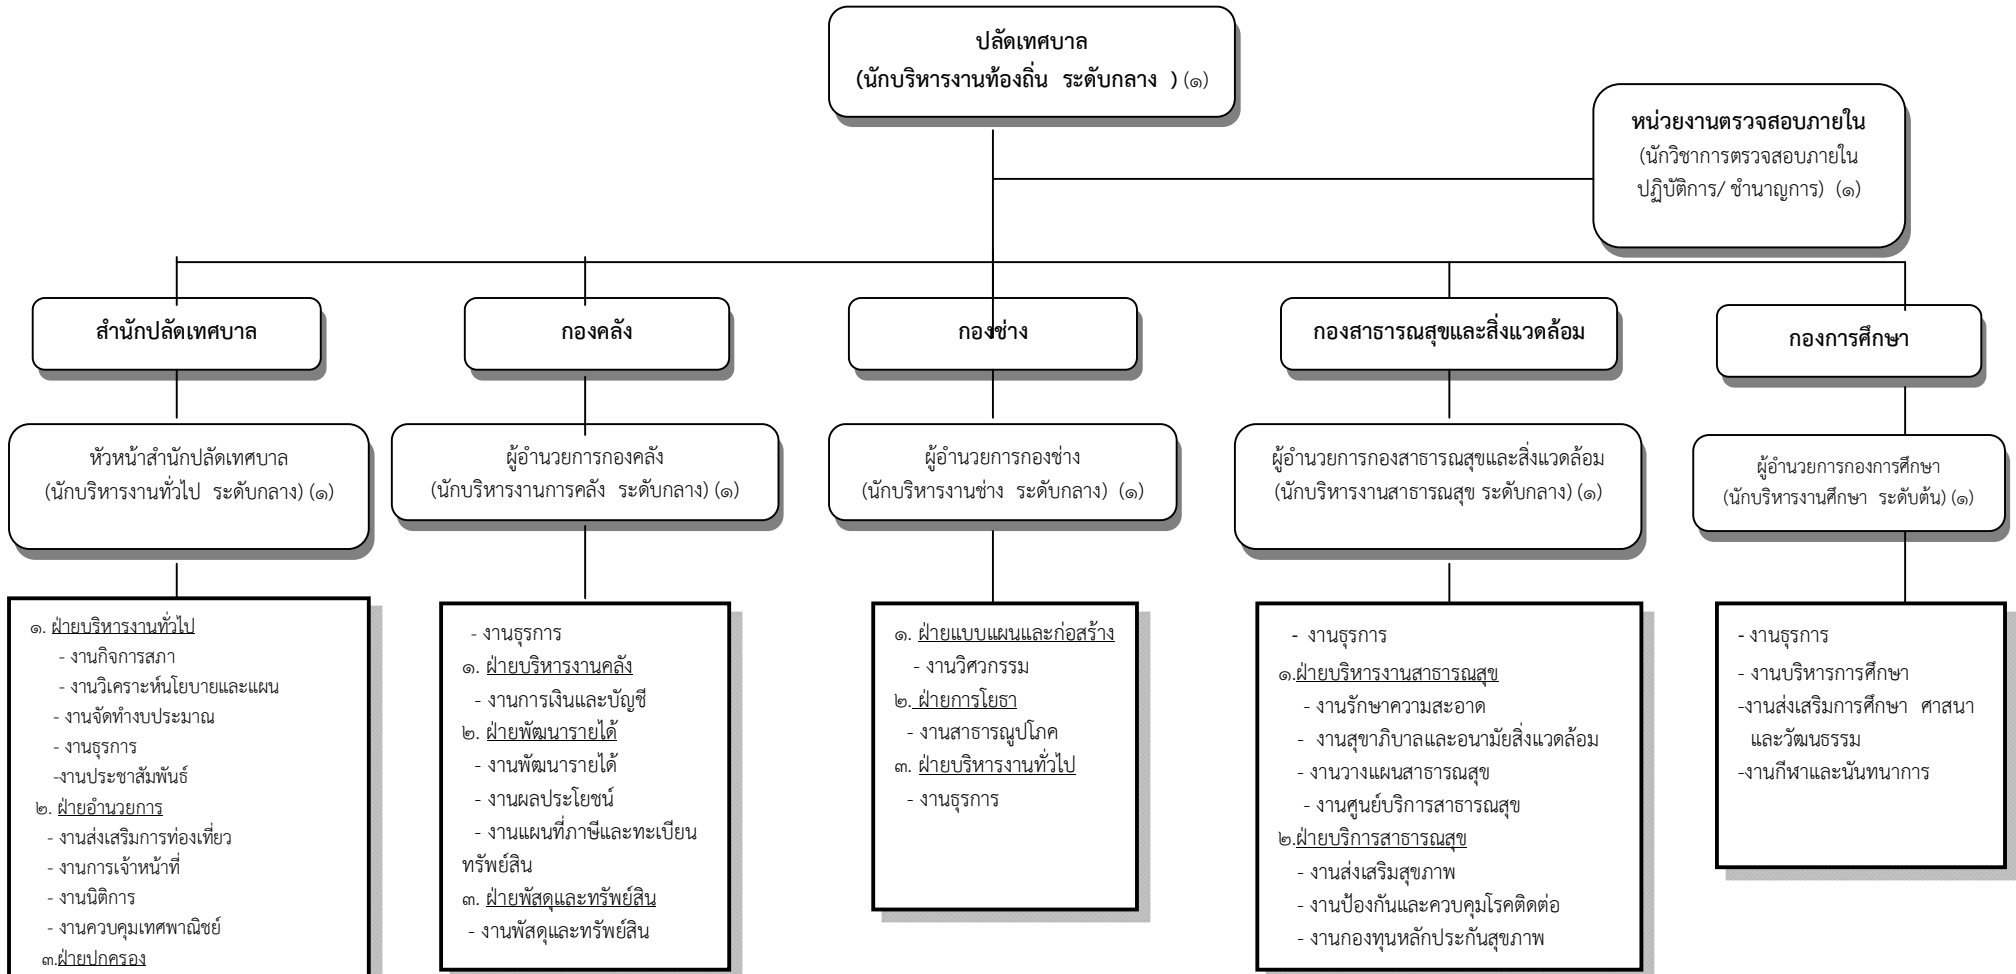 ปลัดเทศบาล
(นักบริหารงานท้องถิ่น ระดับกลาง ) (๑)
หน่วยงานตรวจสอบภายใน
(นักวิชาการตรวจสอบภายใน
ปฏิบัติการ/ ชำนาญการ) (๑)
สำนักปลัดเทศบาล
กองคลัง
กองช่าง
กองสาธารณสุขและสิ่งแวดล้อม
กองการศึกษา
หัวหน้าสำนักปลัดเทศบาล
(นักบริหารงานทั่วไป ระดับกลาง) (๑)
ผู้อำนวยการกองคลัง
(นักบริหารงานการคลัง ระดับกลาง) (๑)
ผู้อำนวยการกองช่าง
(นักบริหารงานช่าง ระดับกลาง) (๑)
ผู้อำนวยการกองสาธารณสุขและสิ่งแวดล้อม
(นักบริหารงานสาธารณสุข ระดับกลาง) (๑)
ผู้อำนวยการกองการศึกษา
(นักบริหารงานศึกษา ระดับต้น) (๑)
๑. ฝ่ายบริหารงานทั่วไป
- งานกิจการสภา
- งานวิเคราะห์นโยบายและแผน
- งานจัดทำงบประมาณ
- งานธุรการ
-งานประชาสัมพันธ์
๒. ฝ่ายอำนวยการ
- งานส่งเสริมการท่องเที่ยว
- งานการเจ้าหน้าที่
- งานนิติการ
- งานควบคุมเทศพาณิชย์
๓.ฝ่ายปกครอง
- งานธุรการ
๑. ฝ่ายบริหารงานคลัง
- งานการเงินและบัญชี
๒. ฝ่ายพัฒนารายได้
- งานพัฒนารายได้
- งานผลประโยชน์
- งานแผนที่ภาษีและทะเบียน
ทรัพย์สิน
๓. ฝ่ายพัสดุและทรัพย์สิน
- งานพัสดุและทรัพย์สิน
๑. ฝ่ายแบบแผนและก่อสร้าง
- งานวิศวกรรม
๒. ฝ่ายการโยธา
- งานสาธารณูปโภค
๓. ฝ่ายบริหารงานทั่วไป
- งานธุรการ
- งานธุรการ
๑.ฝ่ายบริหารงานสาธารณสุข
- งานรักษาความสะอาด
- งานสุขาภิบาลและอนามัยสิ่งแวดล้อม
- งานวางแผนสาธารณสุข
- งานศูนย์บริการสาธารณสุข
๒.ฝ่ายบริการสาธารณสุข
- งานส่งเสริมสุขภาพ
- งานป้องกันและควบคุมโรคติดต่อ
- งานกองทุนหลักประกันสุขภาพ
- งานธุรการ
- งานบริหารการศึกษา
-งานส่งเสริมการศึกษา ศาสนา
และวัฒนธรรม
-งานกีฬาและนันทนาการ